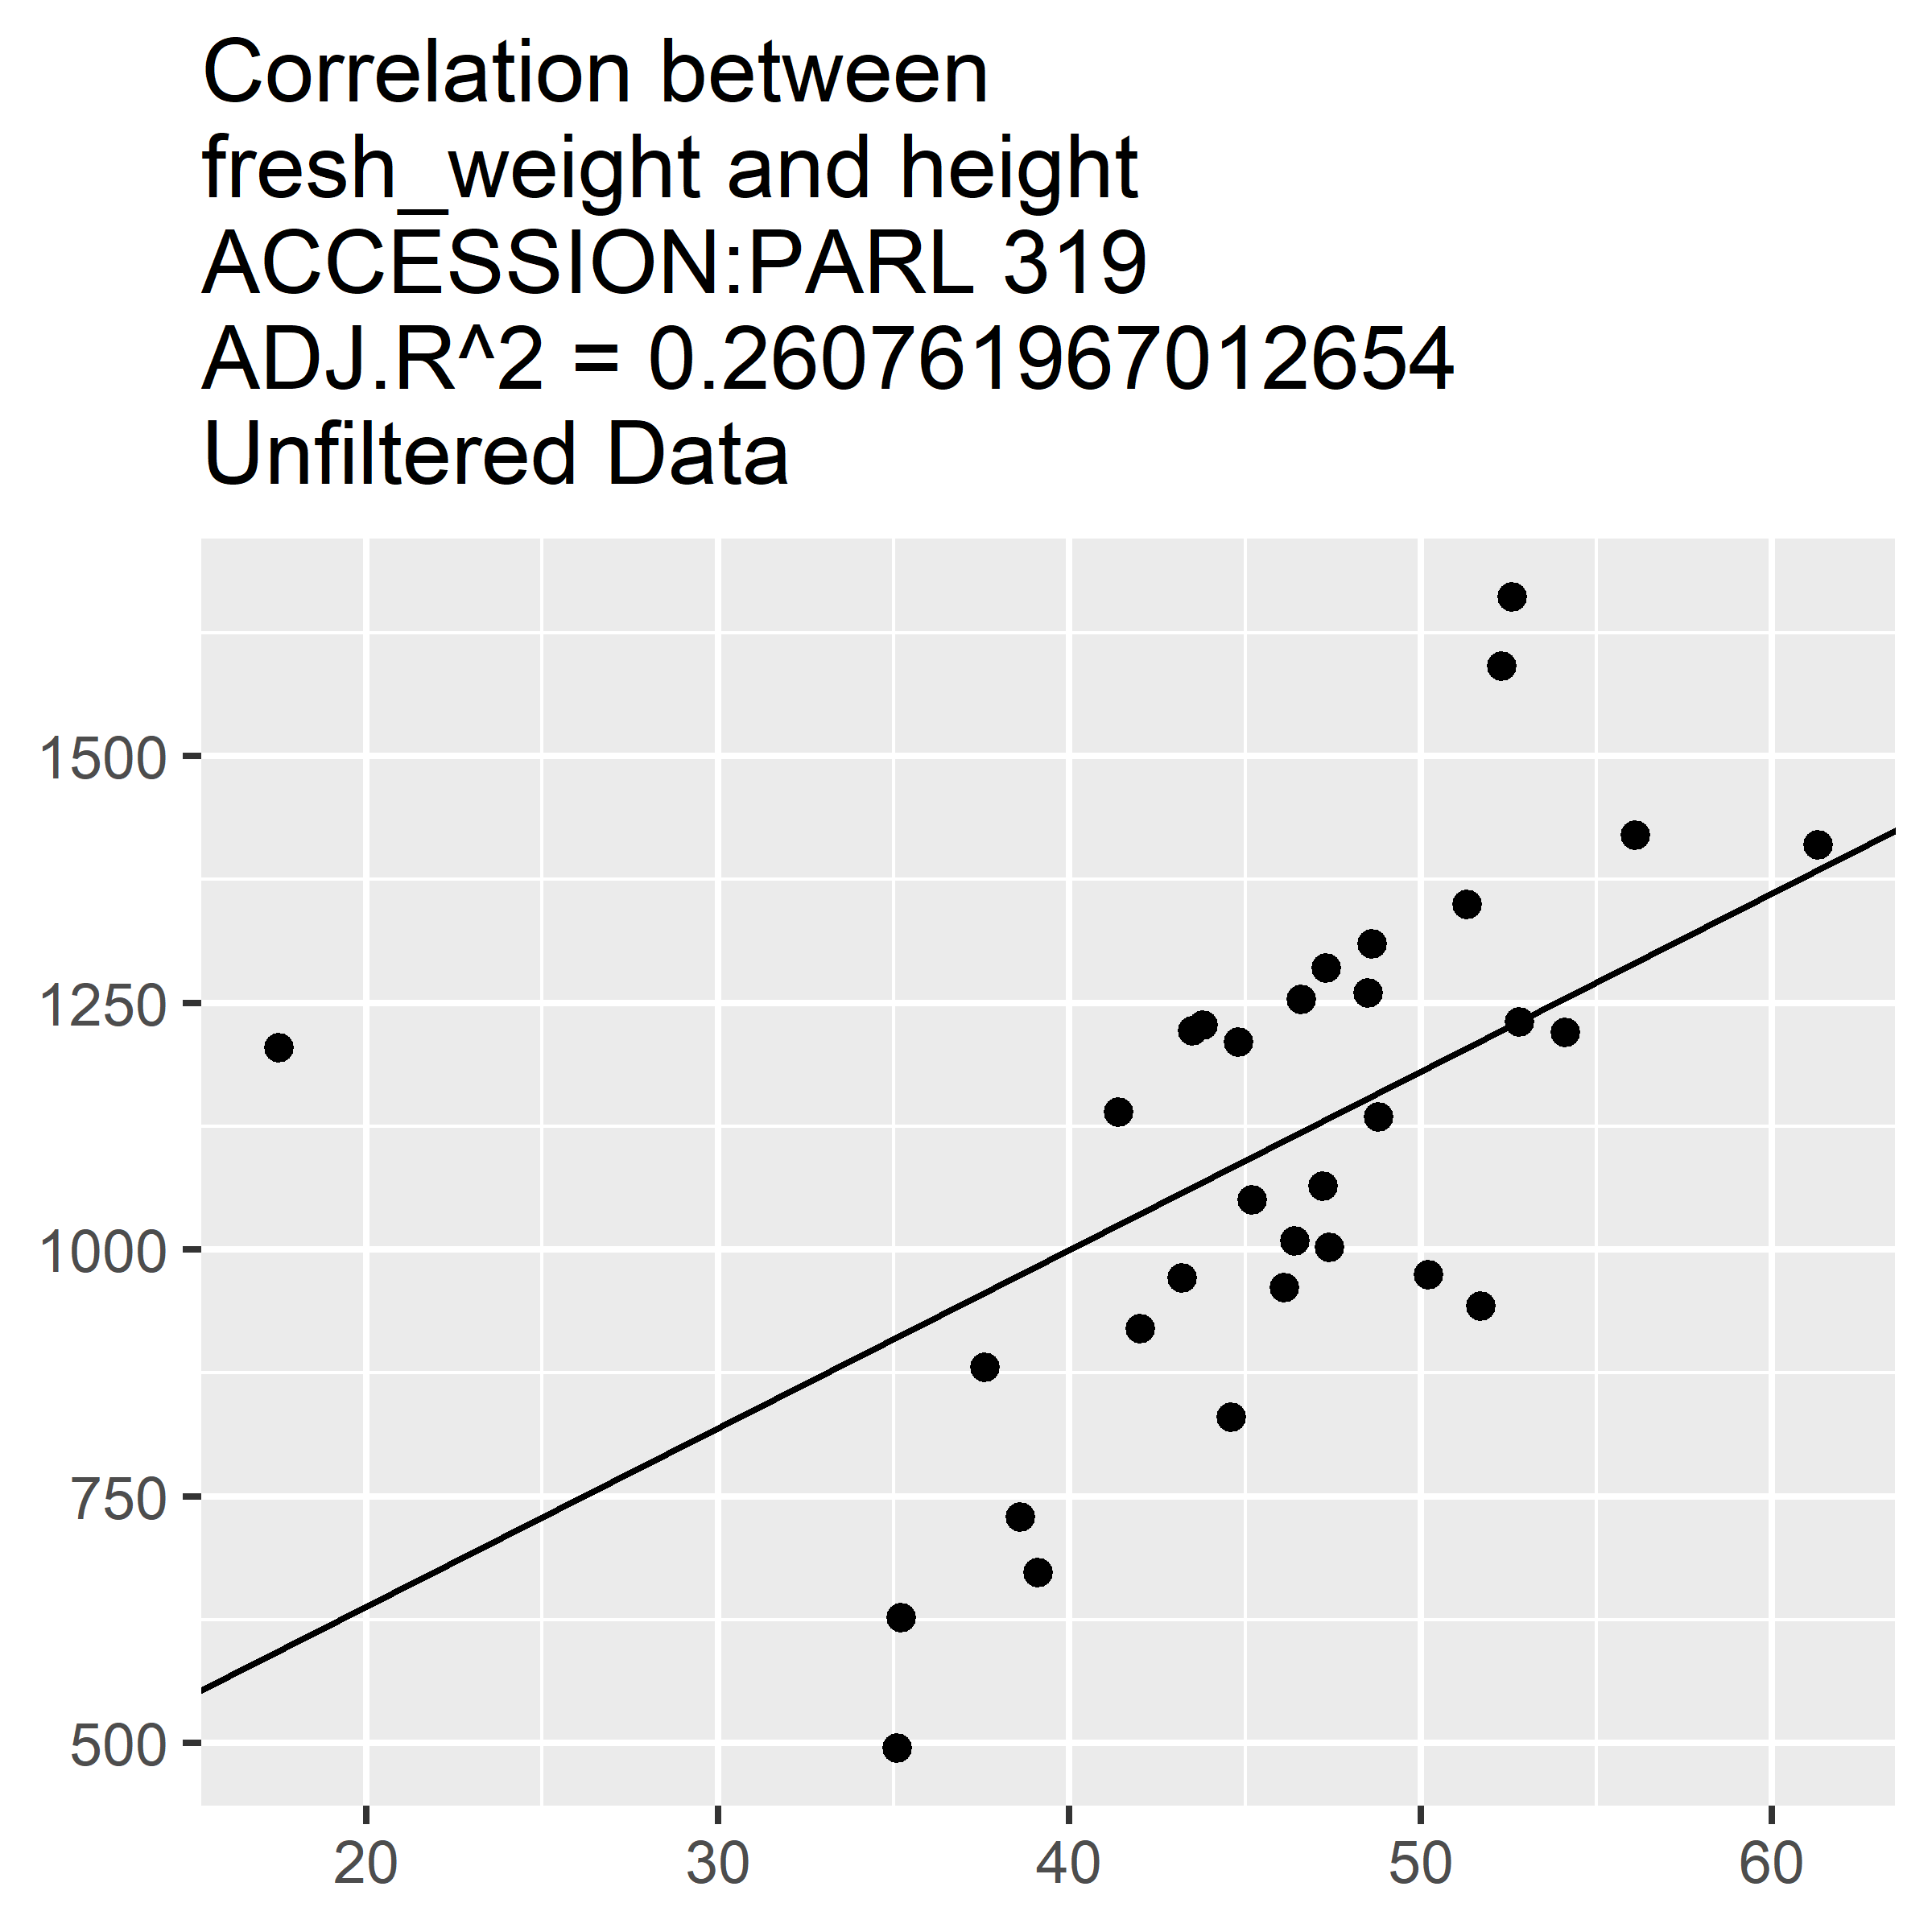 Correlation between
fresh_weight and height
ACCESSION:PARL 319
ADJ.R^2 = 0.260761967012654
Unfiltered Data
1500
1250
1000
750
500
20 30 40 50 60